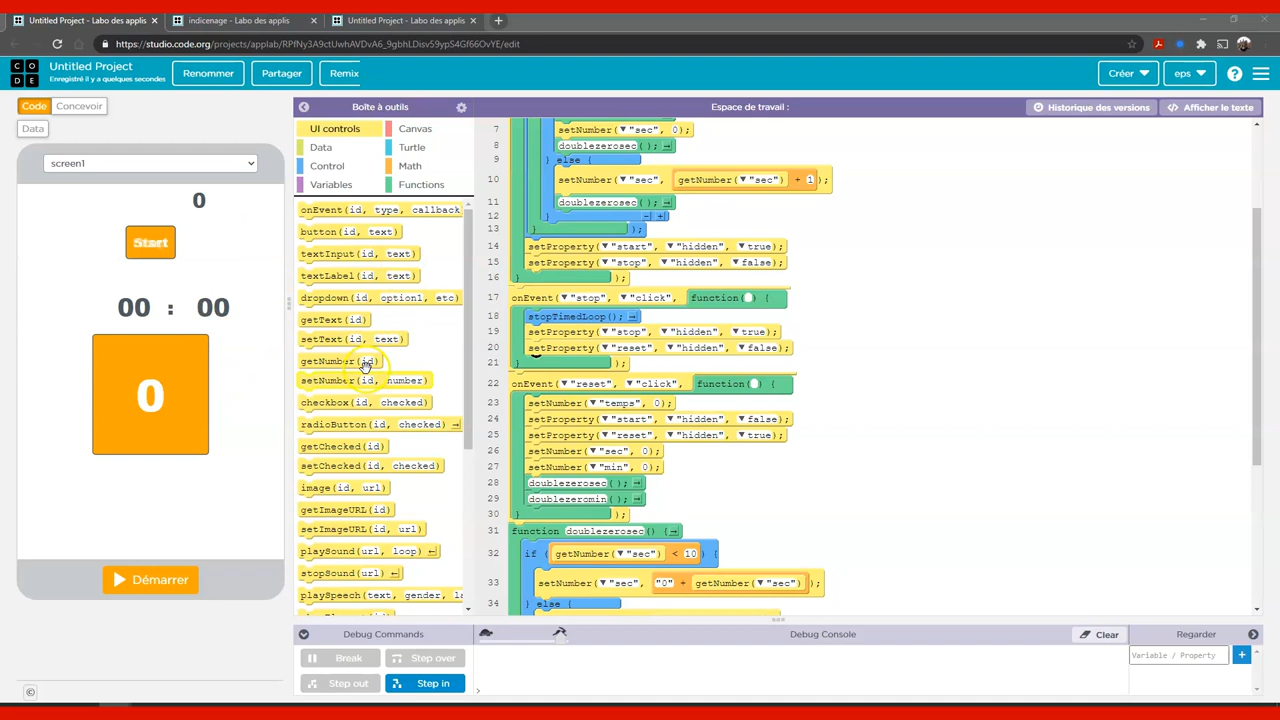 Untitled Project - Labo des applis
indicenage - Labo des applis
Untitled Project - Labo des applis
https://studio.code.org/projects/applab/RPfNy3A9ctUwhAVDvA6_9gbhLDisv59ypS4Gf66OvYE/edit
C O D E
Untitled Project
Enregistré il y a quelques secondes
Renommer
Partager
Remix
Créer
eps
Code
Concevoir
Data
Boîte à outils
Espace de travail :
Historique des versions
Afficher le texte
screen1
0
Start
00 : 00
0
Démarrer
UI controls
Canvas
Data
Turtle
Control
Math
Variables
Functions
onEvent(id, type, callback
button(id, text)
textInput(id, text)
textLabel(id, text)
dropdown(id, option1, etc)
getText(id)
setText(id, text)
getNumber(id)
setNumber(id, number)
checkbox(id, checked)
radioButton(id, checked)
getChecked(id)
setChecked(id, checked)
image(id, url)
getImageURL(id)
setImageURL(id, url)
playSound(url, loop)
stopSound(url)
playSpeech(text, gender, la
7 setNumber("sec", 0);
8 doublezerosec();
9 } else {
10 setNumber("sec", getNumber("sec") + 1);
11 doublezerosec();
12 }
13 } );
14 setProperty("start", "hidden", true);
15 setProperty("stop", "hidden", false);
16 } );
17 onEvent("stop", "click", function() {
18 stopTimedLoop();
19 setProperty("stop", "hidden", true);
20 setProperty("reset", "hidden", false);
21 } );
22 onEvent("reset", "click", function() {
23 setNumber("temps", 0);
24 setProperty("start", "hidden", false);
25 setProperty("reset", "hidden", true);
26 setNumber("sec", 0);
27 setNumber("min", 0);
28 doublezerosec();
29 doublezeromin();
30 } );
31 function doublezerosec() {
32 if (getNumber("sec") < 10) {
33 setNumber("sec", "0" + getNumber("sec"));
34 } else {
Debug Commands
Debug Console
Clear
Regarder
Break
Step over
Step out
Step in
Variable / Property
>
©